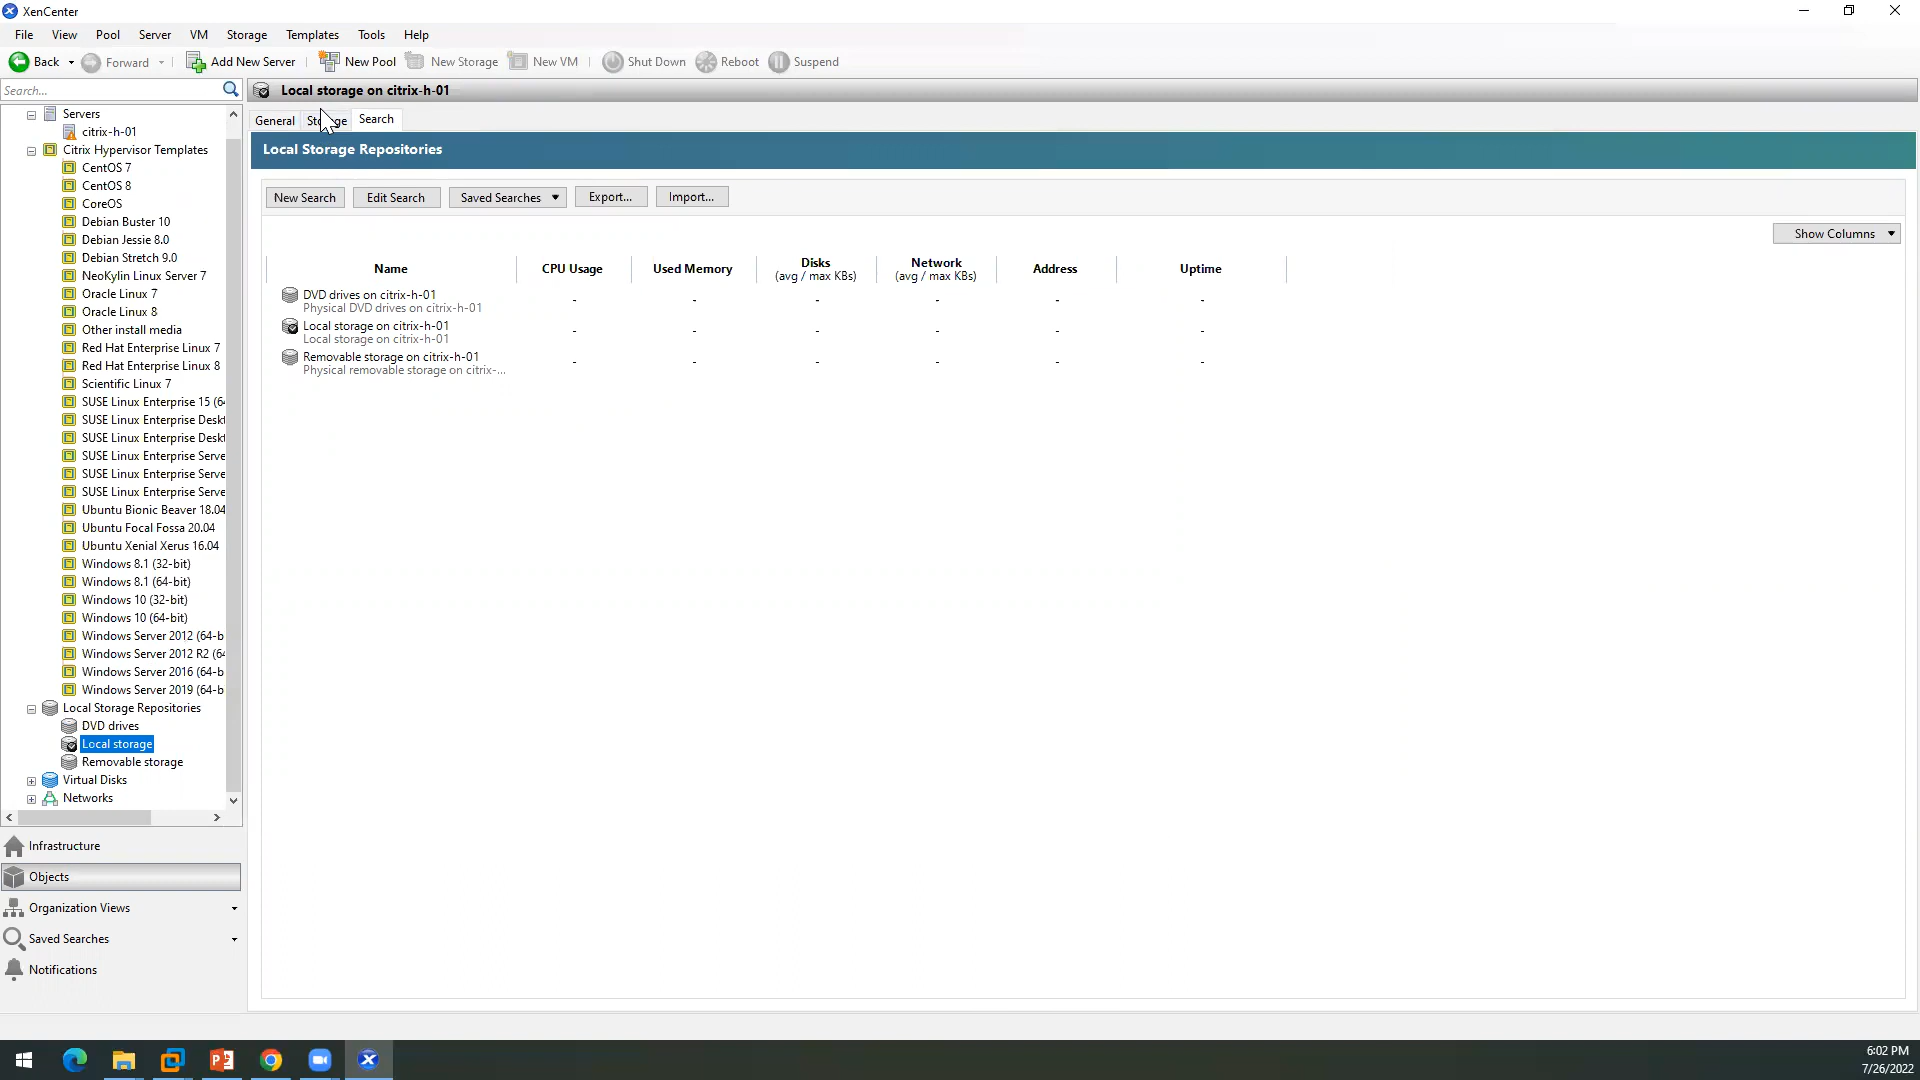 XenCenter
File View Pool Server VM Storage Templates Tools Help
Back Forward Add New Server New Pool New Storage New VM Shut Down Reboot Suspend
Search...
Local storage on citrix-h-01
General Search
Local Storage Repositories
New Search Edit Search Saved Searches Export... Import...
Show Columns
Name CPU Usage Used Memory Disks (avg / max KBs) Network (avg / max KBs) Address Uptime
DVD drives on citrix-h-01 - - - - - -
Physical DVD drives on citrix-h-01
Local storage on citrix-h-01 - - - - - -
Local storage on citrix-h-01
Removable storage on citrix-h-01 - - - - - -
Physical removable storage on citrix-...
Servers
citrix-h-01
Citrix Hypervisor Templates
CentOS 7
CentOS 8
CoreOS
Debian Buster 10
Debian Jessie 8.0
Debian Stretch 9.0
NeoKylin Linux Server 7
Oracle Linux 7
Oracle Linux 8
Other install media
Red Hat Enterprise Linux 7
Red Hat Enterprise Linux 8
Scientific Linux 7
SUSE Linux Enterprise 15 (64
SUSE Linux Enterprise Deskt
SUSE Linux Enterprise Deskt
SUSE Linux Enterprise Serve
SUSE Linux Enterprise Serve
SUSE Linux Enterprise Serve
Ubuntu Bionic Beaver 18.04
Ubuntu Focal Fossa 20.04
Ubuntu Xenial Xerus 16.04
Windows 8.1 (32-bit)
Windows 8.1 (64-bit)
Windows 10 (32-bit)
Windows 10 (64-bit)
Windows Server 2012 (64-b
Windows Server 2012 R2 (64
Windows Server 2016 (64-b
Windows Server 2019 (64-b
Local Storage Repositories
DVD drives
Local storage
Removable storage
Virtual Disks
Networks
Infrastructure
Objects
Organization Views
Saved Searches
Notifications
6:02 PM
7/26/2022